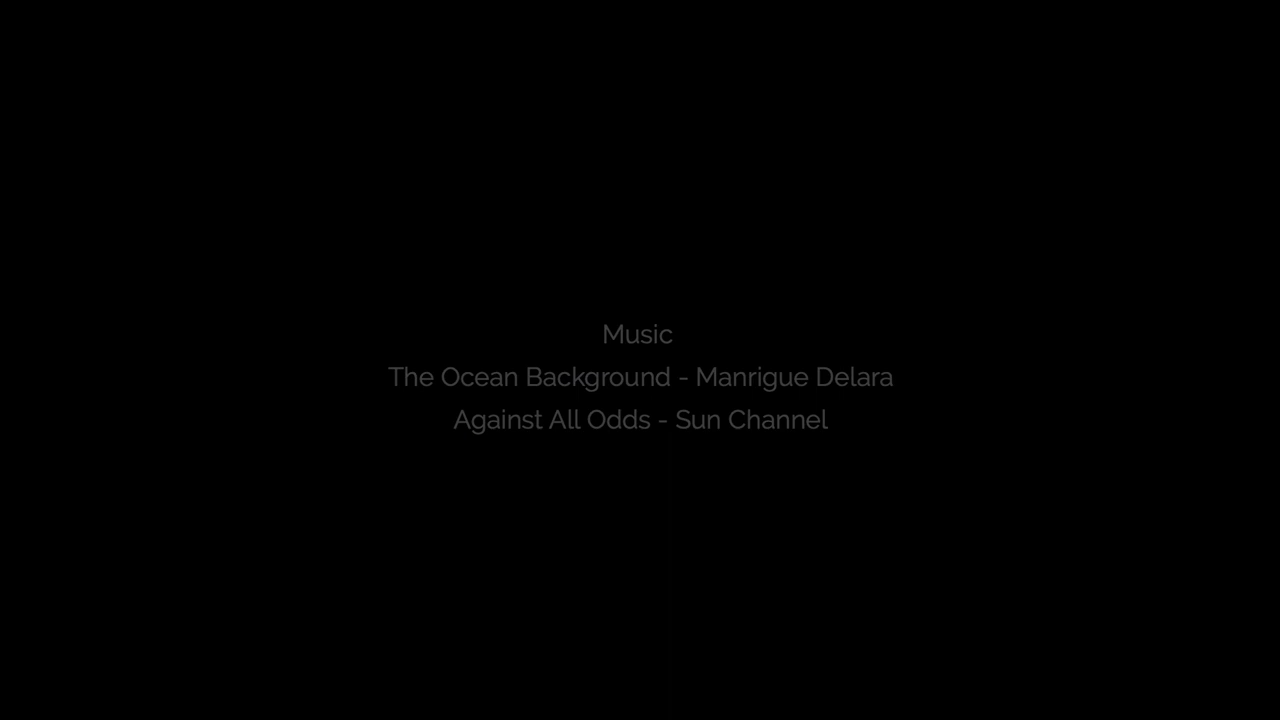 Music
The Ocean Background - Manrigue Delara
Against All Odds - Sun Channel